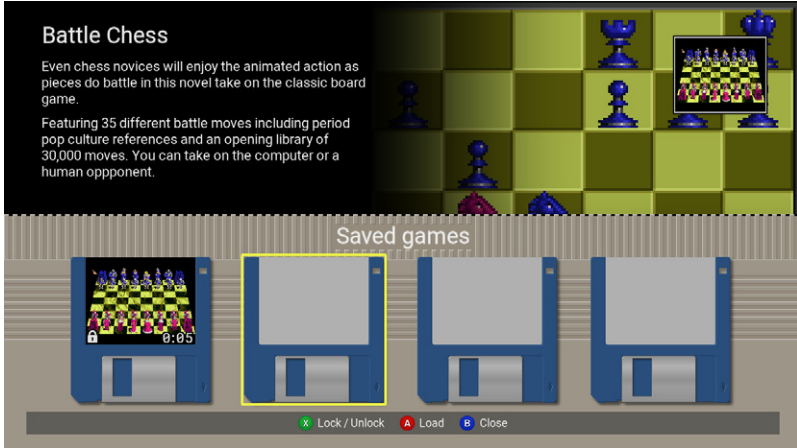 Battle Chess
Even chess novices will enjoy the animated action as
pieces do battle in this novel take on the classic board
game.
Featuring 35 different battle moves including period
pop culture references and an opening library of
30,000 moves. You can take on the computer or a
human oppponent.
Saved games
0:05
X Lock / Unlock A Load B Close